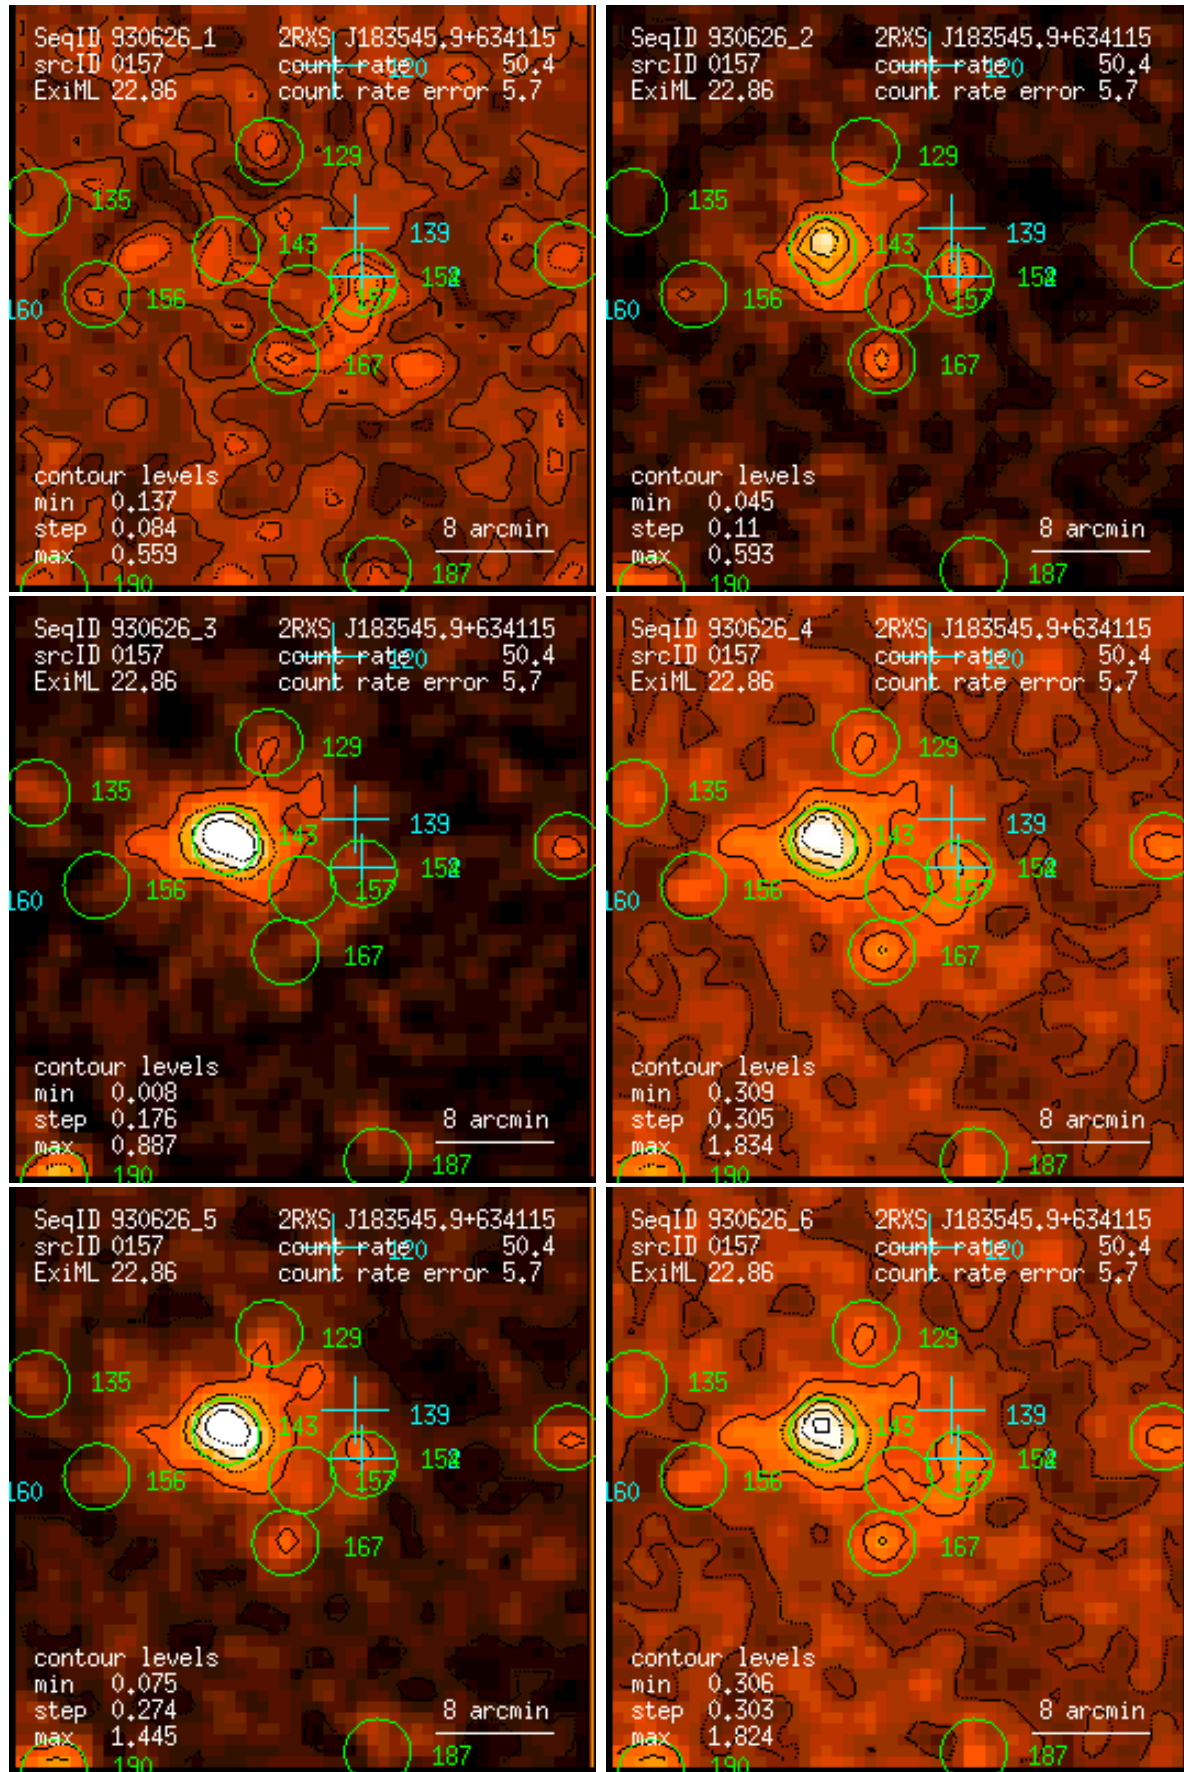 SeqID 930626_1 2RXS J183545.9+634115
srcID 0157 count rate 120 50.4
ExiML 22.86 count rate error 5.7
129
135
143 139
156 157
160
167
contour levels
min 0.137
step 0.084
max 0.559
8 arcmin
190 187
SeqID 930626_2 2RXS J183545.9+634115
srcID 0157 count rate 120 50.4
ExiML 22.86 count rate error 5.7
129
135
143 139
156 157
160
167
contour levels
min 0.045
step 0.11
max 0.593
8 arcmin
190 187
SeqID 930626_3 2RXS J183545.9+634115
srcID 0157 count rate 120 50.4
ExiML 22.86 count rate error 5.7
129
135
143 139
156 157
160
167
contour levels
min 0.008
step 0.176
max 0.887
8 arcmin
190 187
SeqID 930626_4 2RXS J183545.9+634115
srcID 0157 count rate 120 50.4
ExiML 22.86 count rate error 5.7
129
135
143 139
156 157
160
167
contour levels
min 0.309
step 0.305
max 1.834
8 arcmin
190 187
SeqID 930626_5 2RXS J183545.9+634115
srcID 0157 count rate 120 50.4
ExiML 22.86 count rate error 5.7
129
135
143 139
156 157
160
167
contour levels
min 0.075
step 0.274
max 1.445
8 arcmin
190 187
SeqID 930626_6 2RXS J183545.9+634115
srcID 0157 count rate 120 50.4
ExiML 22.86 count rate error 5.7
129
135
143 139
156 157
160
167
contour levels
min 0.306
step 0.303
max 1.824
8 arcmin
190 187